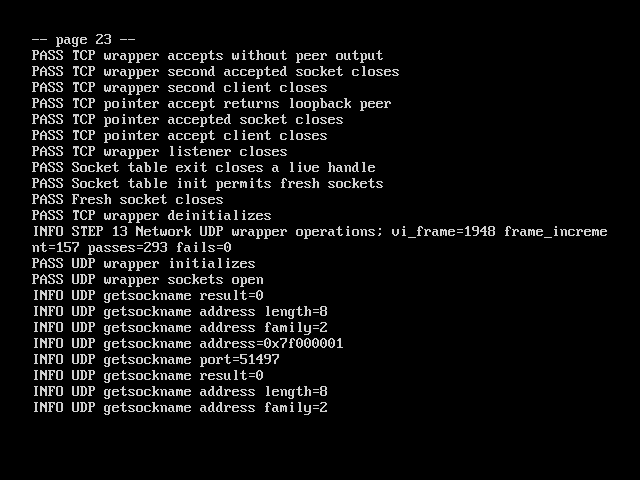 -- page 23 --
PASS TCP wrapper accepts without peer output
PASS TCP wrapper second accepted socket closes
PASS TCP wrapper second client closes
PASS TCP pointer accept returns loopback peer
PASS TCP pointer accepted socket closes
PASS TCP pointer accept client closes
PASS TCP wrapper listener closes
PASS Socket table exit closes a live handle
PASS Socket table init permits fresh sockets
PASS Fresh socket closes
PASS TCP wrapper deinitializes
INFO STEP 13 Network UDP wrapper operations; vi_frame=1948 frame_increme
nt=157 passes=293 fails=0
PASS UDP wrapper initializes
PASS UDP wrapper sockets open
INFO UDP getsockname result=0
INFO UDP getsockname address length=8
INFO UDP getsockname address family=2
INFO UDP getsockname address=0x7f000001
INFO UDP getsockname port=51497
INFO UDP getsockname result=0
INFO UDP getsockname address length=8
INFO UDP getsockname address family=2